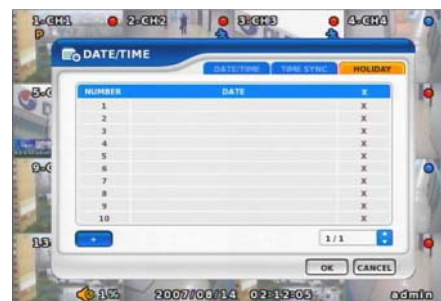 1.CH1 2.CH2 3.CH3 4.CH4
P
DATE/TIME
DATE/TIME TIME SYNC HOLIDAY
NUMBER DATE X
1 X
2 X
3 X
4 X
5 X
6 X
7 X
8 X
9 X
10 X
+ 1 / 1
OK CANCEL
1% 2007/08/14 02:12:05 admin